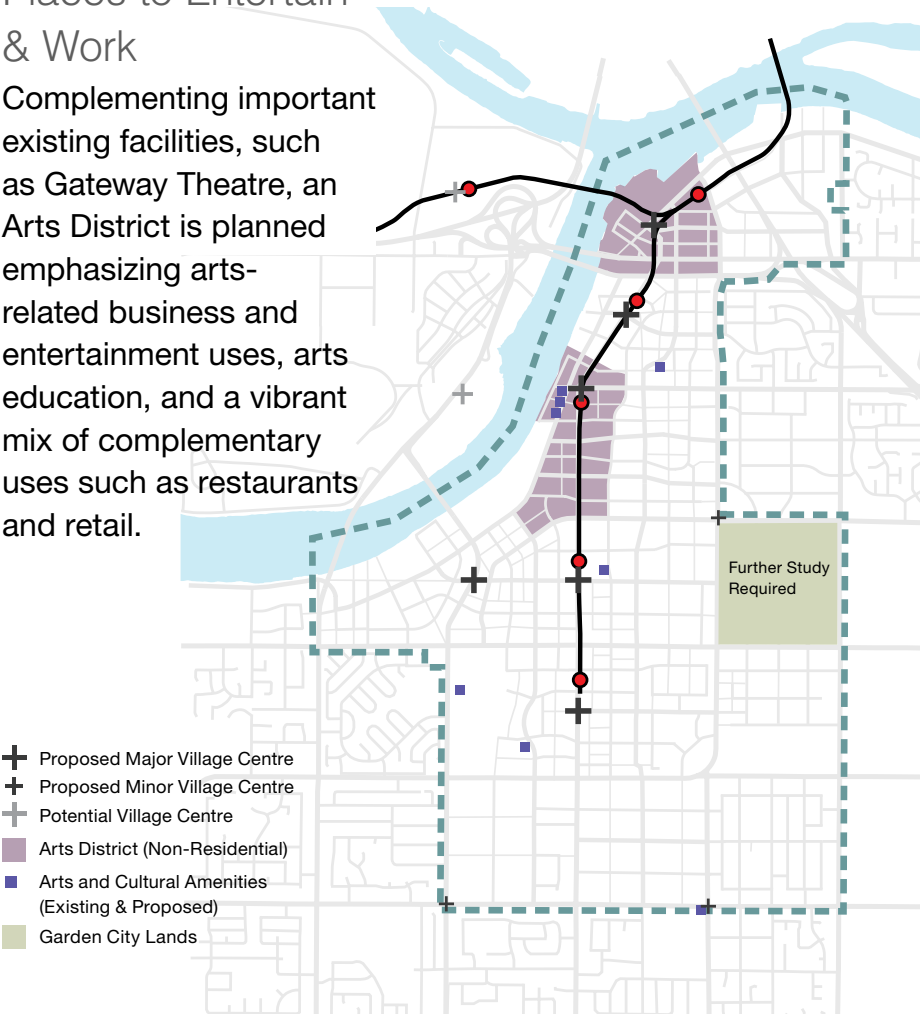 Places to Entertain
& Work
Complementing important
existing facilities, such
as Gateway Theatre, an
Arts District is planned
emphasizing arts-
related business and
entertainment uses, arts
education, and a vibrant
mix of complementary
uses such as restaurants
and retail.
Further Study
Required
Proposed Major Village Centre
Proposed Minor Village Centre
Potential Village Centre
Arts District (Non-Residential)
Arts and Cultural Amenities
(Existing & Proposed)
Garden City Lands